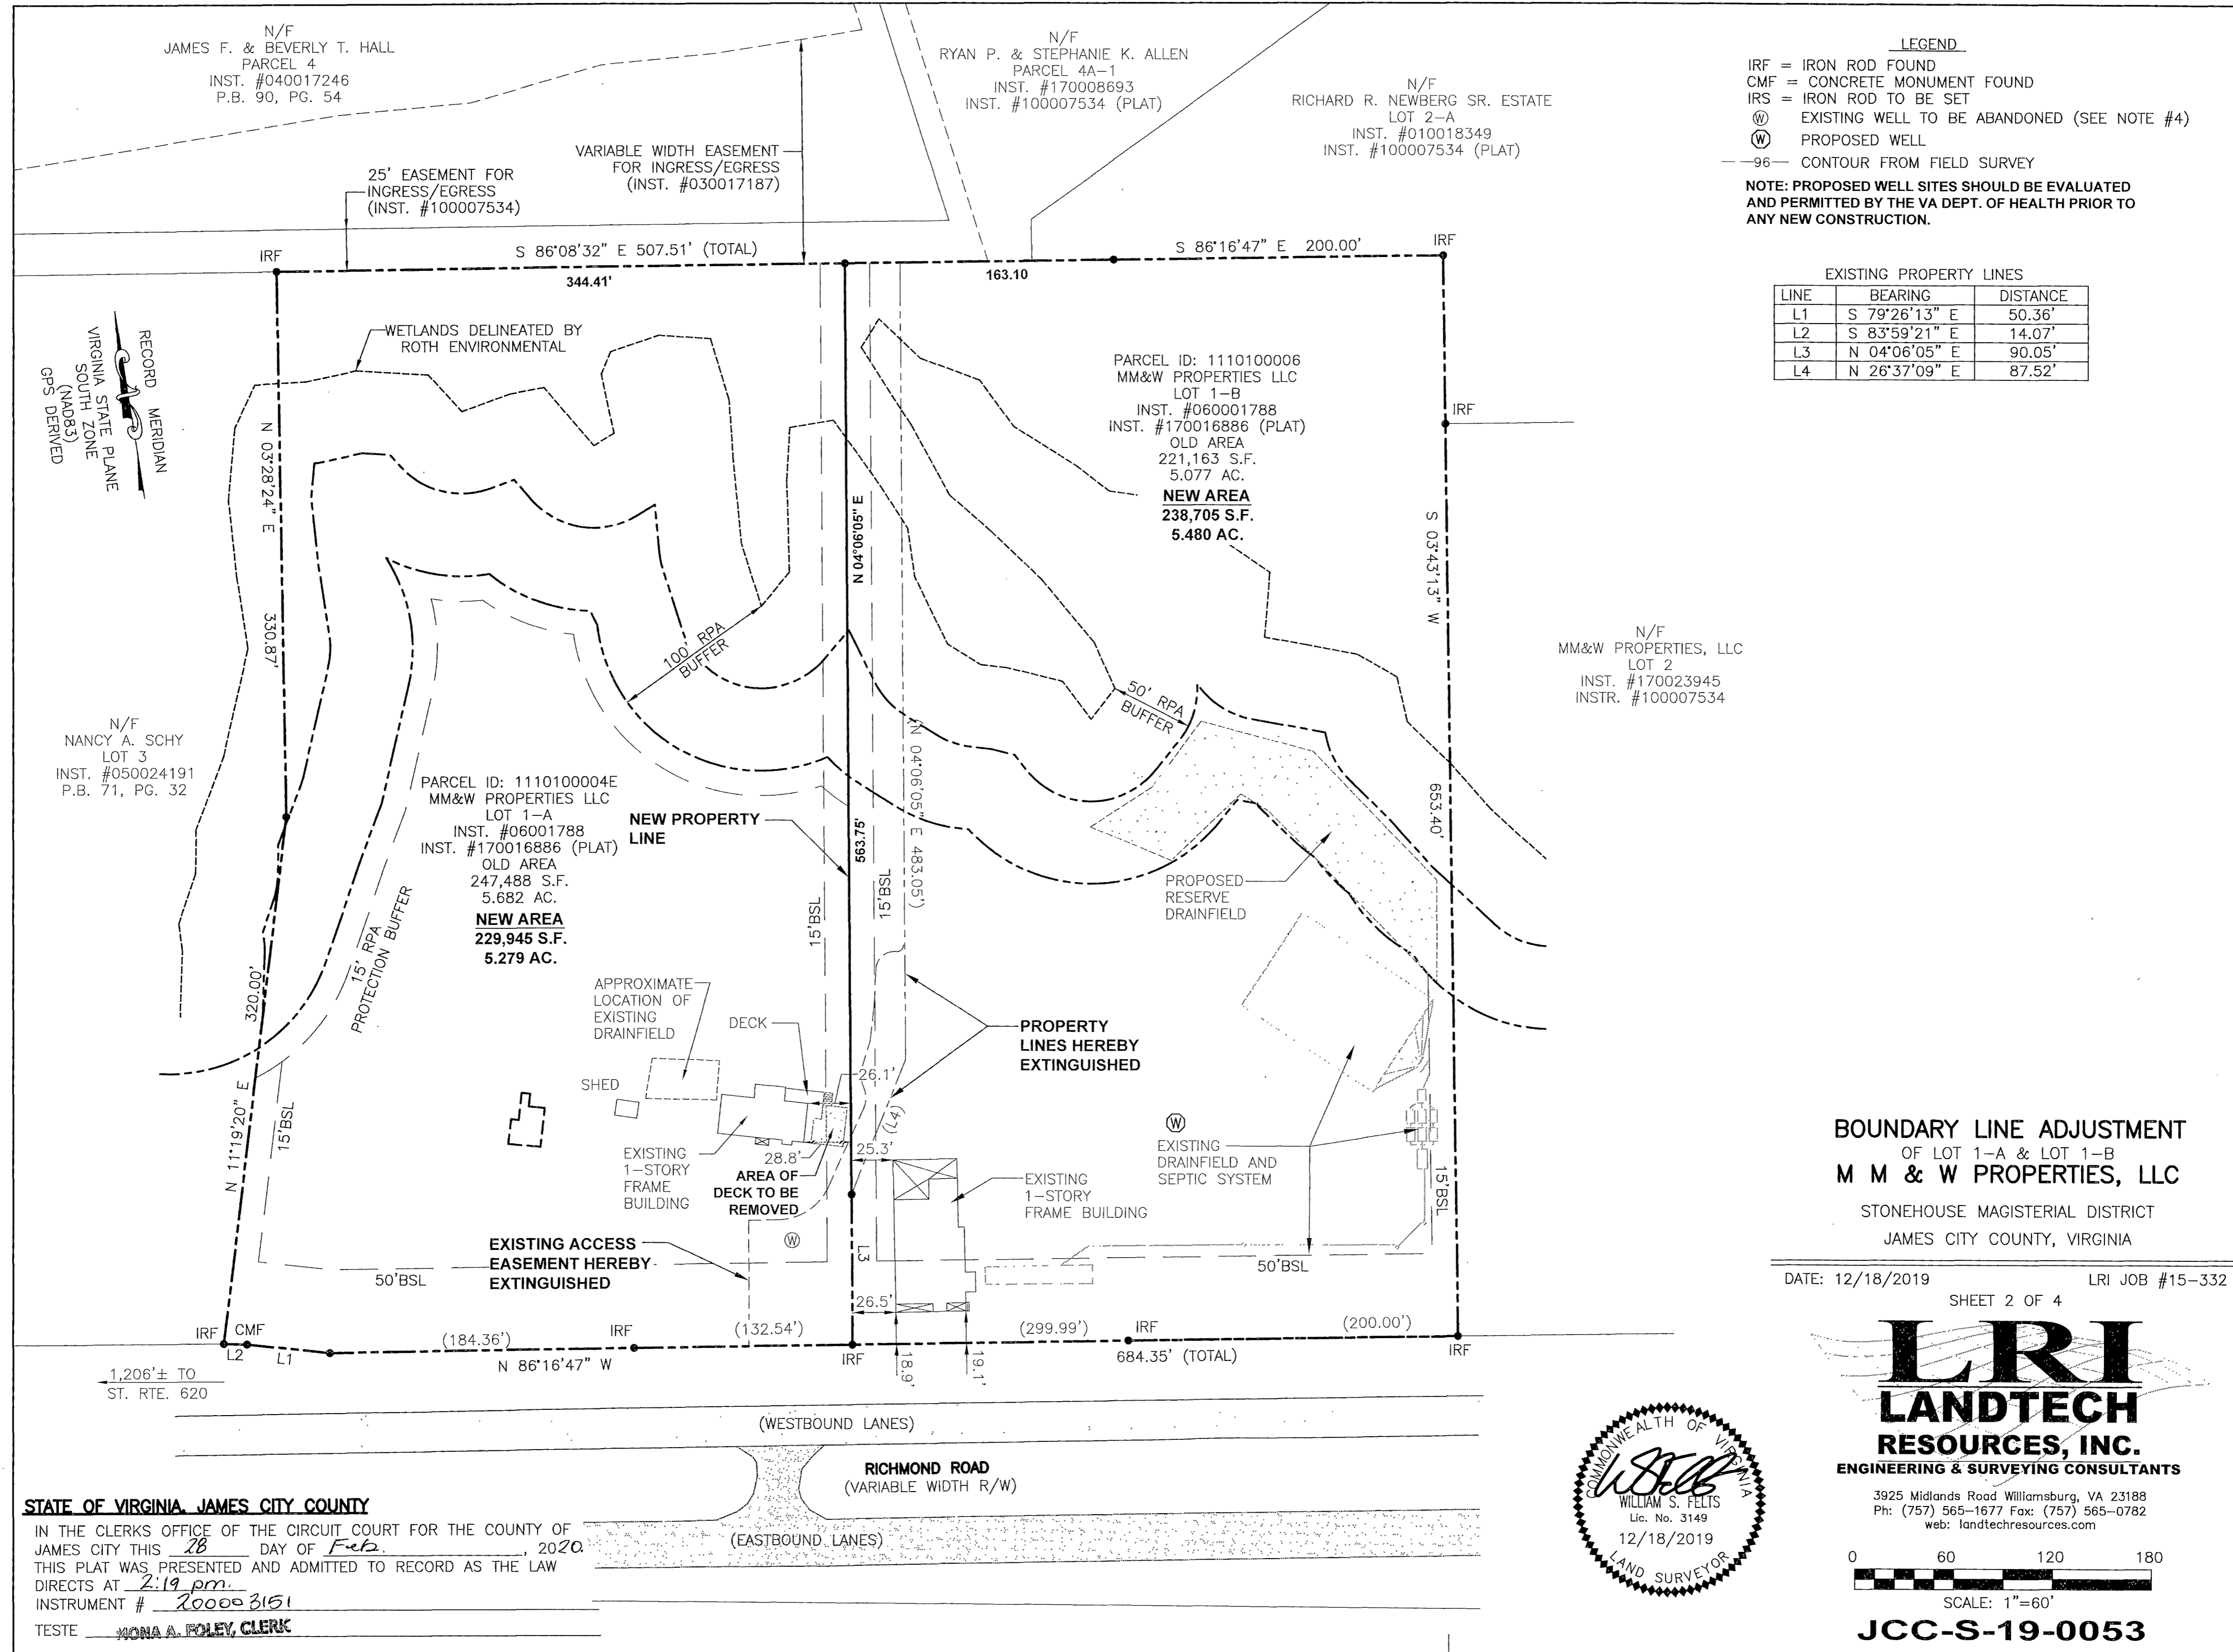 N/F
JAMES F. & BEVERLY T. HALL
PARCEL 4
INST. #040017246
P.B. 90, PG. 54
N/F
RYAN P. & STEPHANIE K. ALLEN
PARCEL 4A-1
INST. #170008693
INST. #100007534 (PLAT)
N/F
RICHARD R. NEWBERG SR. ESTATE
LOT 2-A
INST. #010018349
INST. #100007534 (PLAT)
VARIABLE WIDTH EASEMENT
FOR INGRESS/EGRESS
(INST. #030017187)
25' EASEMENT FOR
INGRESS/EGRESS
(INST. #100007534)
LEGEND
IRF = IRON ROD FOUND
CMF = CONCRETE MONUMENT FOUND
IRS = IRON ROD TO BE SET
W EXISTING WELL TO BE ABANDONED (SEE NOTE #4)
W PROPOSED WELL
96 CONTOUR FROM FIELD SURVEY
NOTE: PROPOSED WELL SITES SHOULD BE EVALUATED
AND PERMITTED BY THE VA DEPT. OF HEALTH PRIOR TO
ANY NEW CONSTRUCTION.
EXISTING PROPERTY LINES
LINE BEARING DISTANCE
L1 S 79°26'13" E 50.36'
L2 S 83°59'21" E 14.07'
L3 N 04°06'05" E 90.05'
L4 N 26°37'09" E 87.52'
IRF
S 86°08'32" E 507.51' (TOTAL)
344.41'
163.10
S 86°16'47" E 200.00'
IRF
IRF
RECORD MERIDIAN
VIRGINIA STATE PLANE
SOUTH ZONE
(NAD83)
GPS DERIVED
WETLANDS DELINEATED BY
ROTH ENVIRONMENTAL
N 03°28'24" E
330.87'
N 04°06'05" E
563.75'
(N 04°06'05" E 483.05')
S 03°43'13" W
653.40'
PARCEL ID: 1110100006
MM&W PROPERTIES LLC
LOT 1-B
INST. #060001788
INST. #170016886 (PLAT)
OLD AREA
221,163 S.F.
5.077 AC.
NEW AREA
238,705 S.F.
5.480 AC.
100' RPA
BUFFER
50' RPA
BUFFER
N/F
MM&W PROPERTIES, LLC
LOT 2
INST. #170023945
INSTR. #100007534
N/F
NANCY A. SCHY
LOT 3
INST. #050024191
P.B. 71, PG. 32
PARCEL ID: 1110100004E
MM&W PROPERTIES LLC
LOT 1-A
INST. #06001788
INST. #170016886 (PLAT)
OLD AREA
247,488 S.F.
5.682 AC.
NEW AREA
229,945 S.F.
5.279 AC.
NEW PROPERTY
LINE
15'BSL
15'BSL
PROPOSED
RESERVE
DRAINFIELD
15' RPA
PROTECTION BUFFER
320.00'
N 11°19'20" E
15'BSL
APPROXIMATE
LOCATION OF
EXISTING
DRAINFIELD
DECK
SHED
26.1'
(L4)
PROPERTY
LINES HEREBY
EXTINGUISHED
EXISTING
1-STORY
FRAME
BUILDING
28.8'
25.3'
AREA OF
DECK TO BE
REMOVED
W
W
EXISTING
1-STORY
FRAME BUILDING
EXISTING
DRAINFIELD AND
SEPTIC SYSTEM
15'BSL
EXISTING ACCESS
EASEMENT HEREBY
EXTINGUISHED
50'BSL
L3
50'BSL
26.5'
IRF CMF
L2
L1
(184.36')
IRF
(132.54')
(299.99')
IRF
(200.00')
N 86°16'47" W
IRF
18.9'
19.1'
684.35' (TOTAL)
IRF
1,206'± TO
ST. RTE. 620
(WESTBOUND LANES)
RICHMOND ROAD
(VARIABLE WIDTH R/W)
(EASTBOUND LANES)
STATE OF VIRGINIA, JAMES CITY COUNTY
IN THE CLERKS OFFICE OF THE CIRCUIT COURT FOR THE COUNTY OF
JAMES CITY THIS 28 DAY OF Feb. , 2020
THIS PLAT WAS PRESENTED AND ADMITTED TO RECORD AS THE LAW
DIRECTS AT 2:19 pm.
INSTRUMENT # 200003151
TESTE MONA A. FOLEY, CLERK
COMMONWEALTH OF VIRGINIA
WILLIAM S. FELTS
Lic. No. 3149
12/18/2019
LAND SURVEYOR
BOUNDARY LINE ADJUSTMENT
OF LOT 1-A & LOT 1-B
M M & W PROPERTIES, LLC
STONEHOUSE MAGISTERIAL DISTRICT
JAMES CITY COUNTY, VIRGINIA
DATE: 12/18/2019 LRI JOB #15-332
SHEET 2 OF 4
LRI
LANDTECH
RESOURCES, INC.
ENGINEERING & SURVEYING CONSULTANTS
3925 Midlands Road Williamsburg, VA 23188
Ph: (757) 565-1677 Fax: (757) 565-0782
web: landtechresources.com
0 60 120 180
SCALE: 1"=60'
JCC-S-19-0053